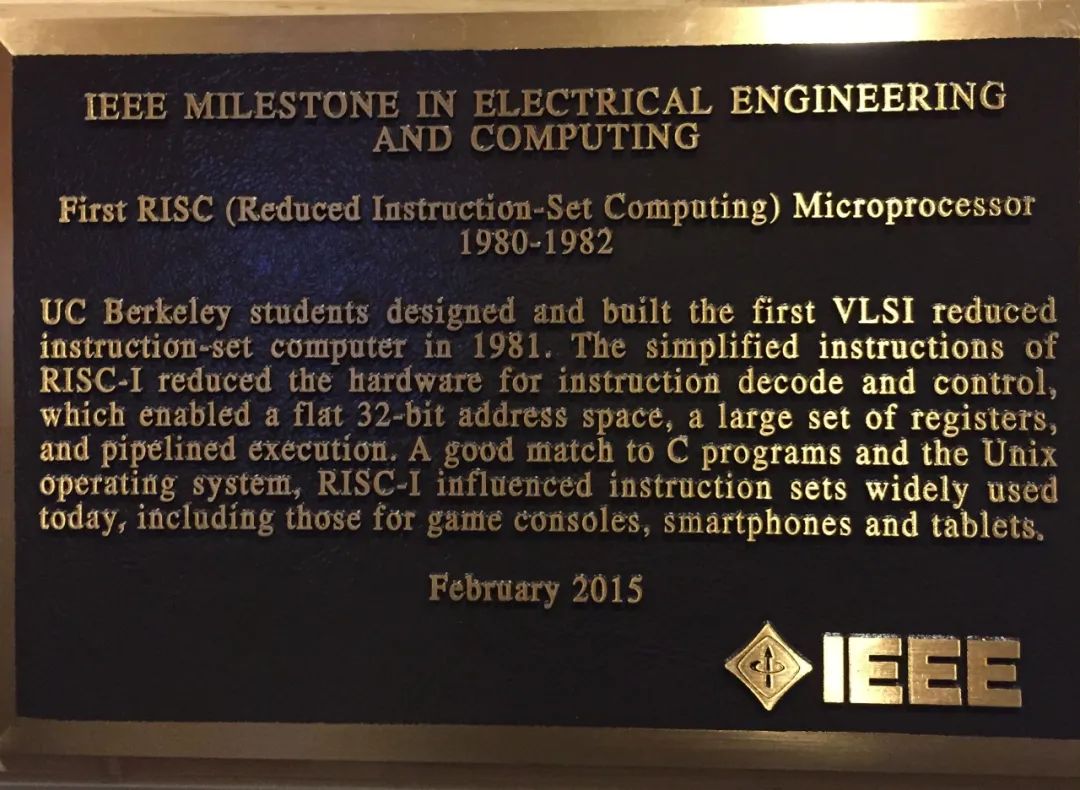 IEEE MILESTONE IN ELECTRICAL ENGINEERING
AND COMPUTING
First RISC (Reduced Instruction-Set Computing) Microprocessor
1980-1982
UC Berkeley students designed and built the first VLSI reduced
instruction-set computer in 1981. The simplified instructions of
RISC-I reduced the hardware for instruction decode and control,
which enabled a flat 32-bit address space, a large set of registers,
and pipelined execution. A good match to C programs and the Unix
operating system, RISC-I influenced instruction sets widely used
today, including those for game consoles, smartphones and tablets.
February 2015
IEEE